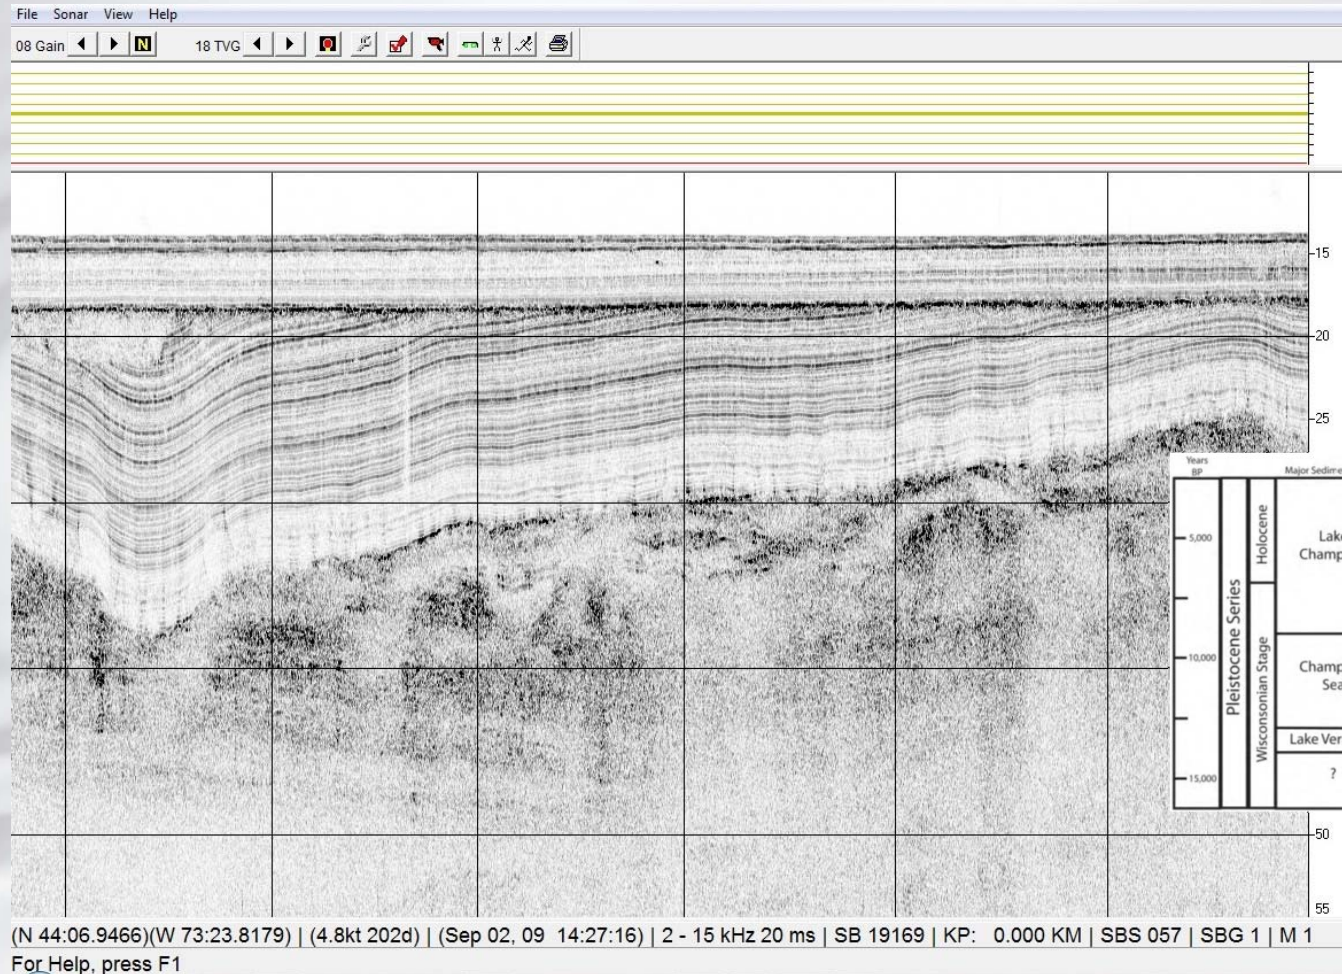 File Sonar View Help
08 Gain N 18 TVG
15
20
25
Years
BP
Major Sedime
5,000
10,000
15,000
Pleistocene Series
Holocene
Wisconsonian Stage
Lake
Champ
Champ
Sea
Lake Ver
?
50
55
(N 44:06.9466)(W 73:23.8179) | (4.8kt 202d) | (Sep 02, 09 14:27:16) | 2 - 15 kHz 20 ms | SB 19169 | KP: 0.000 KM | SBS 057 | SBG 1 | M 1
For Help, press F1